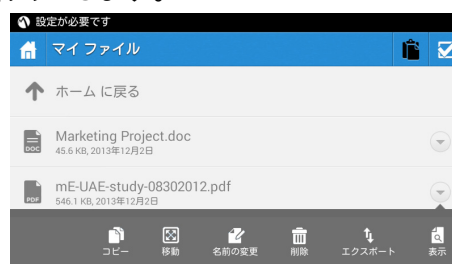 設定が必要です
マイ ファイル
ホーム に戻る
Marketing Project.doc
DOC
45.6 KB, 2013年12月2日
mE-UAE-study-08302012.pdf
PDF
546.1 KB, 2013年12月2日
コピー 移動 名前の変更 削除 エクスポート 表示